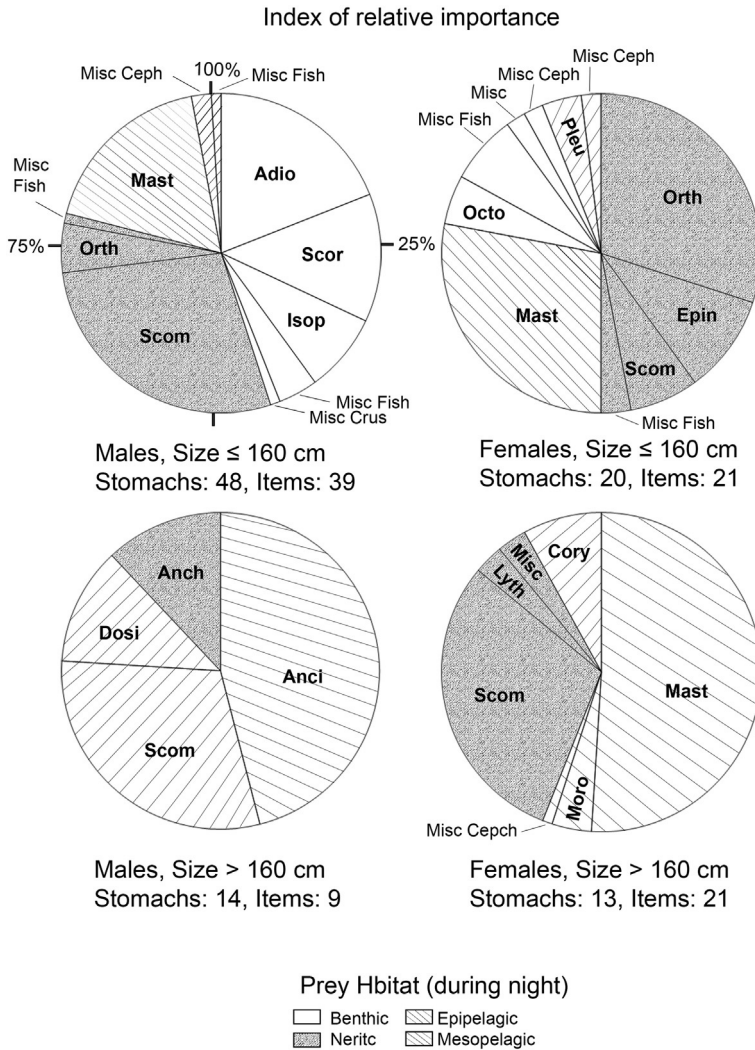 Index of relative importance
Misc Ceph
100%
Misc Fish
Misc Fish
Mast
Adio
75%
Orth
Scor
25%
Scom
Isop
Misc Fish
Misc Crus
Males, Size ≤ 160 cm
Stomachs: 48, Items: 39
Misc Ceph
Misc Ceph
Misc
Misc Fish
Pleu
Orth
Octo
Mast
Epin
Scom
Misc Fish
Females, Size ≤ 160 cm
Stomachs: 20, Items: 21
Anch
Dosi
Anci
Scom
Males, Size > 160 cm
Stomachs: 14, Items: 9
Cory
Misc
Lyth
Scom
Mast
Moro
Misc Cepch
Females, Size > 160 cm
Stomachs: 13, Items: 21
Prey Hbitat (during night)
Benthic
Epipelagic
Neritc
Mesopelagic